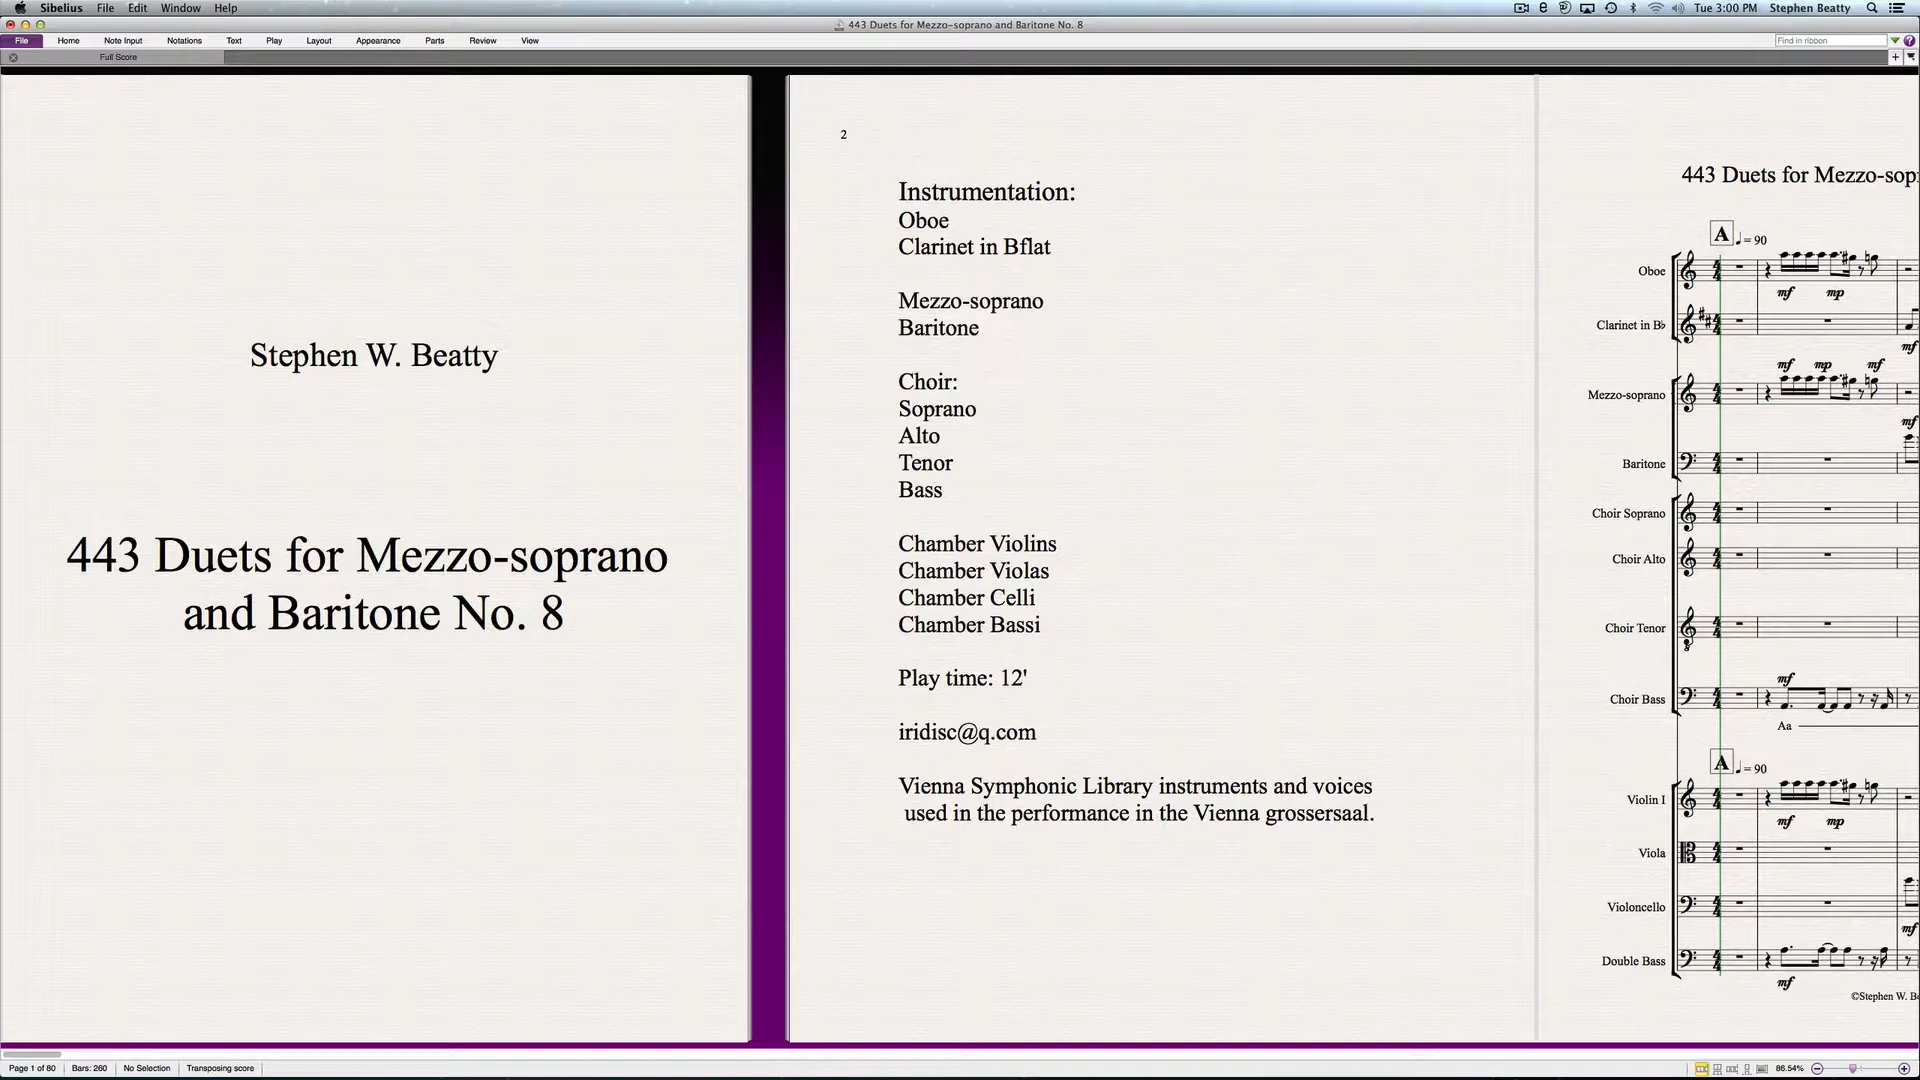 Sibelius File Edit Window Help Tue 3:00 PM Stephen Beatty
443 Duets for Mezzo-soprano and Baritone No. 8
File Home Note Input Notations Text Play Layout Appearance Parts Review View Find in ribbon
Full Score
Stephen W. Beatty
443 Duets for Mezzo-soprano
and Baritone No. 8
2
Instrumentation:
Oboe
Clarinet in Bflat
Mezzo-soprano
Baritone
Choir:
Soprano
Alto
Tenor
Bass
Chamber Violins
Chamber Violas
Chamber Celli
Chamber Bassi
Play time: 12'
iridisc@q.com
Vienna Symphonic Library instruments and voices
used in the performance in the Vienna grossersaal.
443 Duets for Mezzo-sopr
A ♩= 90
Oboe
mf mp
Clarinet in B♭
mf
mf mp mf
Mezzo-soprano
mf
Baritone
Choir Soprano
Choir Alto
Choir Tenor
mf
Choir Bass
Aa
A ♩= 90
Violin I
mf mp
Viola
Violoncello
mf
Double Bass
mf
©Stephen W. Be
Page 1 of 80 Bars: 260 No Selection Transposing score 86.54%